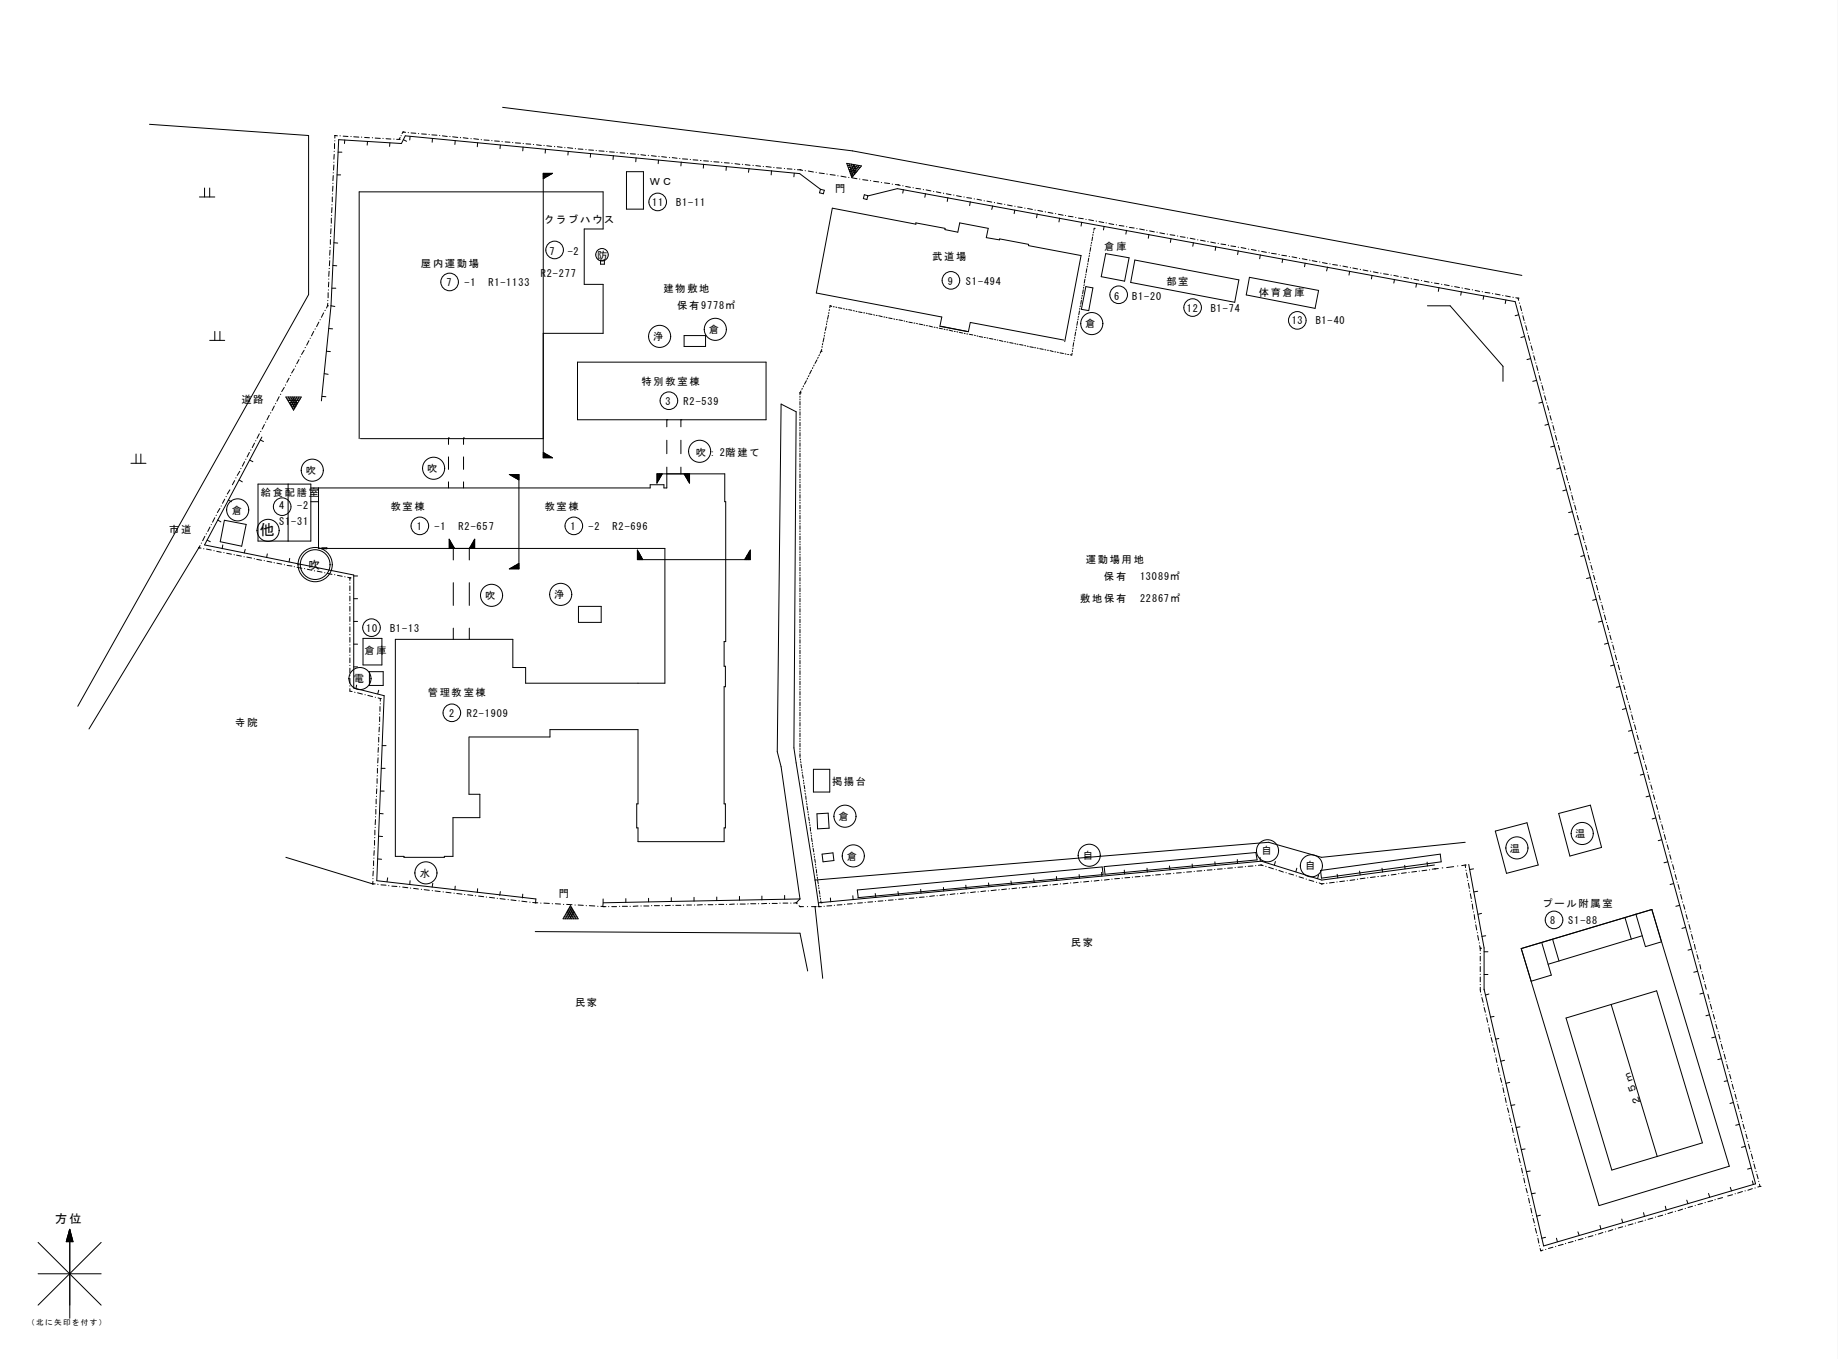 門
WC
⑪ B1-11
クラブハウス
⑦ -2
防
R2-277
屋内運動場
⑦ -1 R1-1133
武道場
⑨ S1-494
倉庫
⑥ B1-20
部室
⑫ B1-74
体育倉庫
⑬ B1-40
倉
建物敷地
保有9778㎡
浄
倉
特別教室棟
③ R2-539
道路
吹: 2階建て
吹
吹
給食配膳室
④ -2
S1-31
倉
他
市道
吹
教室棟
① -1 R2-657
教室棟
① -2 R2-696
吹
浄
運動場用地
保有 13089㎡
敷地保有 22867㎡
⑩ B1-13
倉庫
電
管理教室棟
② R2-1909
寺院
掲揚台
倉
倉
自
自
自
温
温
水
門
プール附属室
⑧ S1-88
民家
民家
25m
方位
(北に矢印を付す)